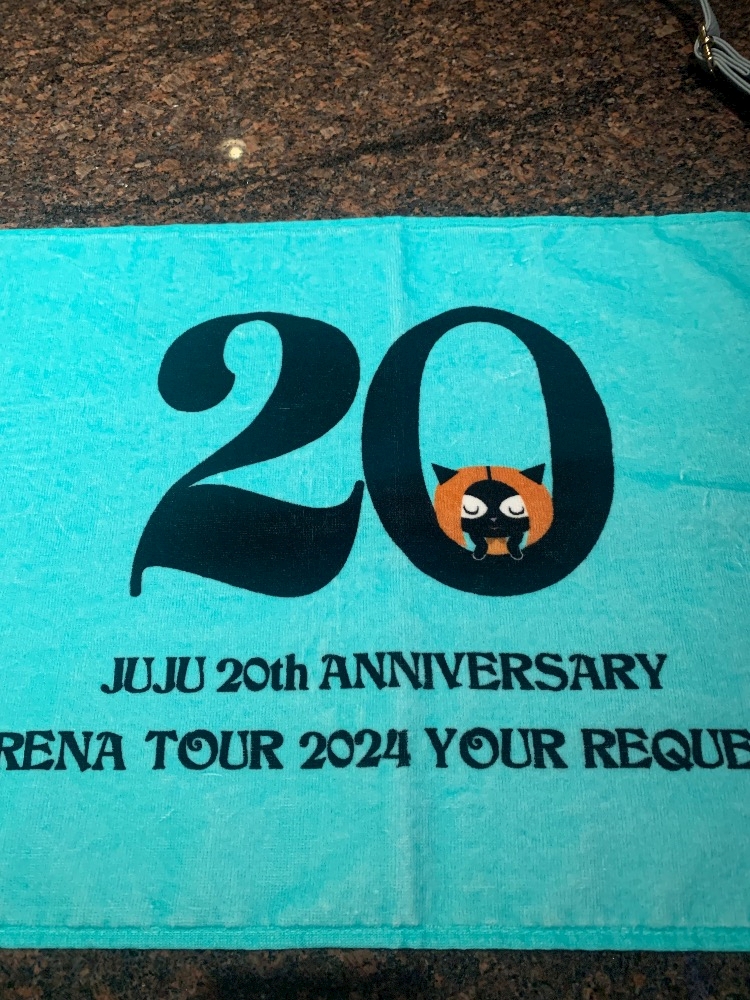 20
JUJU 20th ANNIVERSARY
RENA TOUR 2024 YOUR REQUE